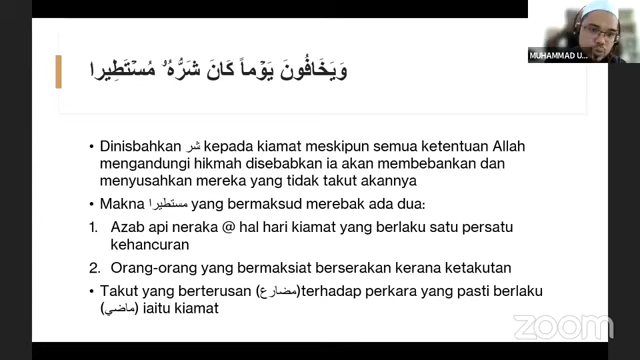 MUHAMMAD U...
وَيَخَافُونَ يَوْمًا كَانَ شَرُّهُۥ مُسْتَطِيرا
• Dinisbahkan شر kepada kiamat meskipun semua ketentuan Allah
mengandungi hikmah disebabkan ia akan membebankan dan
menyusahkan mereka yang tidak takut akannya
• Makna مستطيرا yang bermaksud merebak ada dua:
1. Azab api neraka @ hal hari kiamat yang berlaku satu persatu
kehancuran
2. Orang-orang yang bermaksiat berserakan kerana ketakutan
• Takut yang berterusan (مضارع)terhadap perkara yang pasti berlaku
(ماضي) iaitu kiamat
zoom